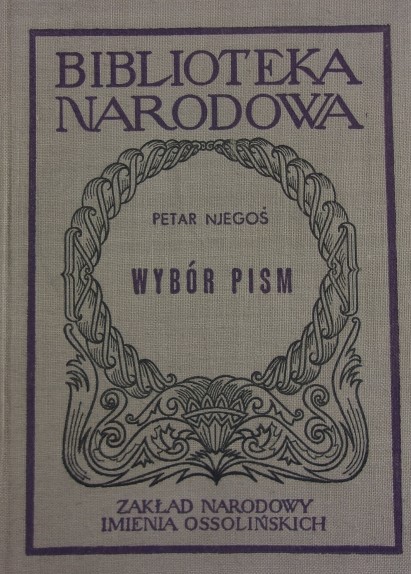 BIBLIOTEKA
NARODOWA
PETAR NJEGOŠ
WYBÓR PISM
ZAKŁAD NARODOWY
IMIENIA OSSOLIŃSKICH